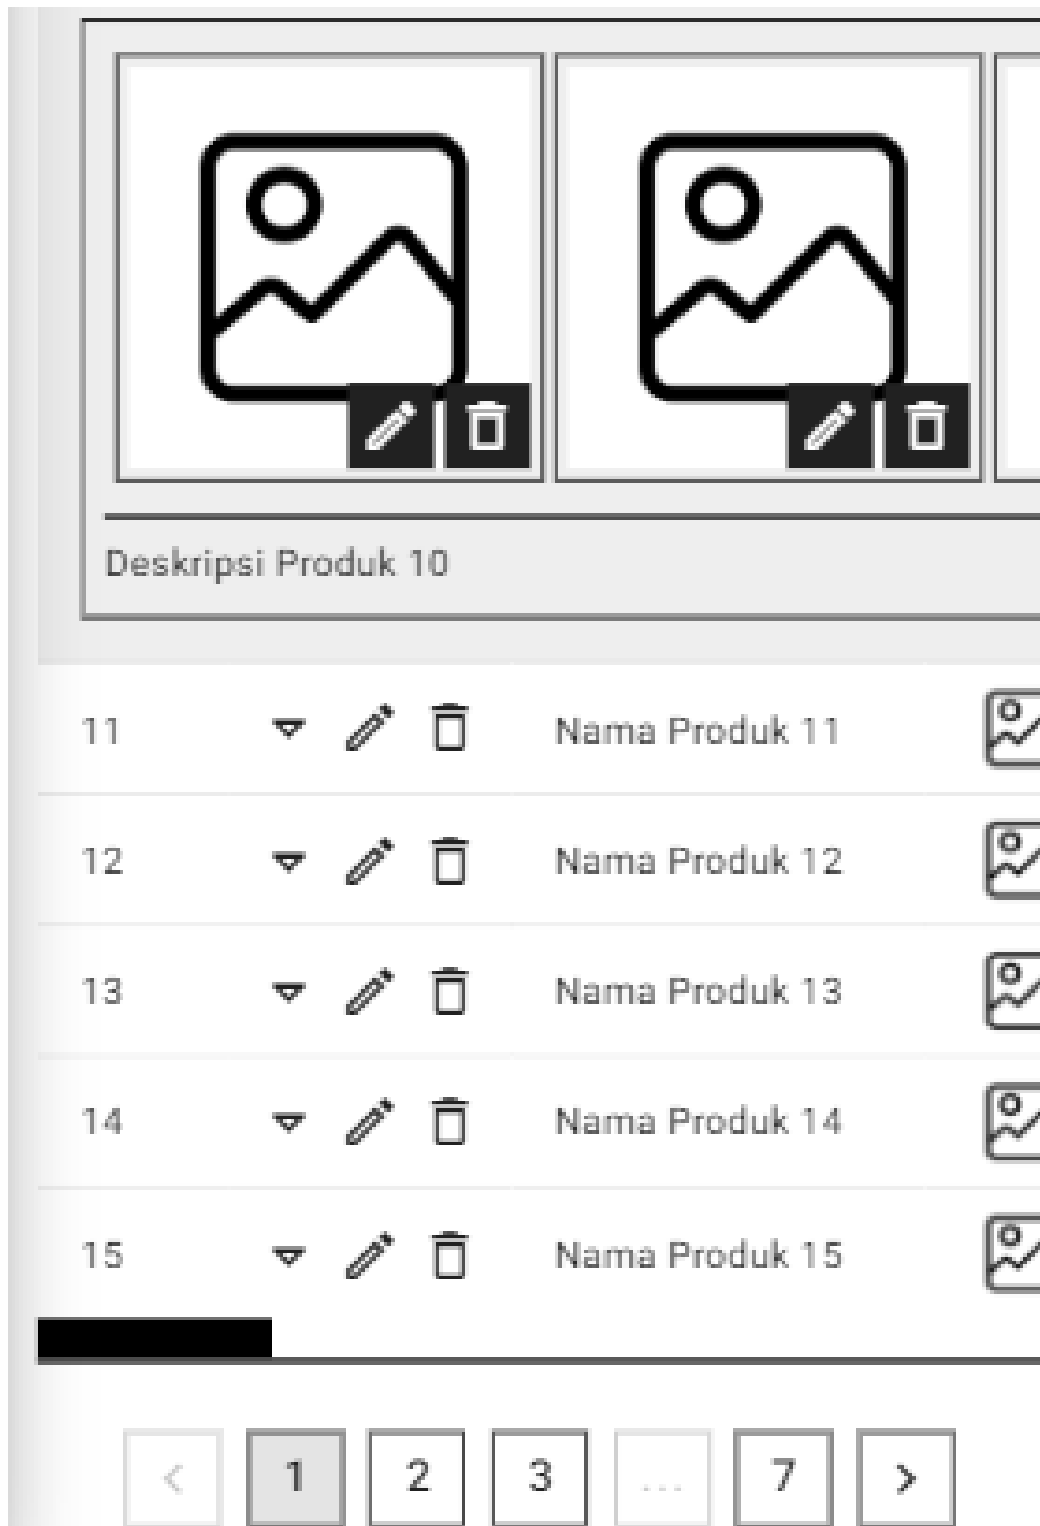 Deskripsi Produk 10
11 Nama Produk 11
12 Nama Produk 12
13 Nama Produk 13
14 Nama Produk 14
15 Nama Produk 15
< 1 2 3 ... 7 >